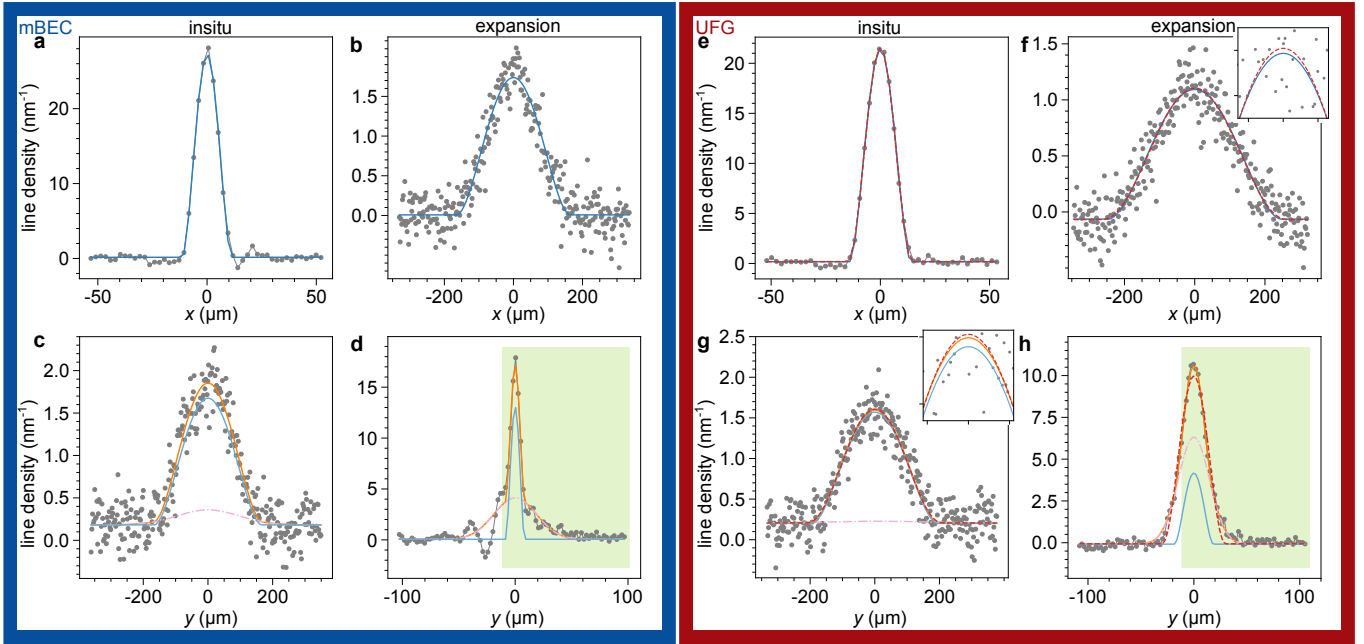 mBEC
insitu
expansion
UFG
insitu
expansion
a
line density (nm⁻¹)
20
10
0
-50
0
50
x (μm)
b
2.0
1.5
1.0
0.5
0.0
-200
0
200
x (μm)
e
line density (nm⁻¹)
20
15
10
5
0
-50
0
50
x (μm)
f
1.5
1.0
0.5
0.0
-200
0
200
x (μm)
c
line density (nm⁻¹)
2.0
1.5
1.0
0.5
0.0
-200
0
200
y (μm)
d
15
10
5
0
-100
0
100
y (μm)
g
line density (nm⁻¹)
2.5
2.0
1.5
1.0
0.5
0.0
-200
0
200
y (μm)
h
10.0
7.5
5.0
2.5
0.0
-100
0
100
y (μm)